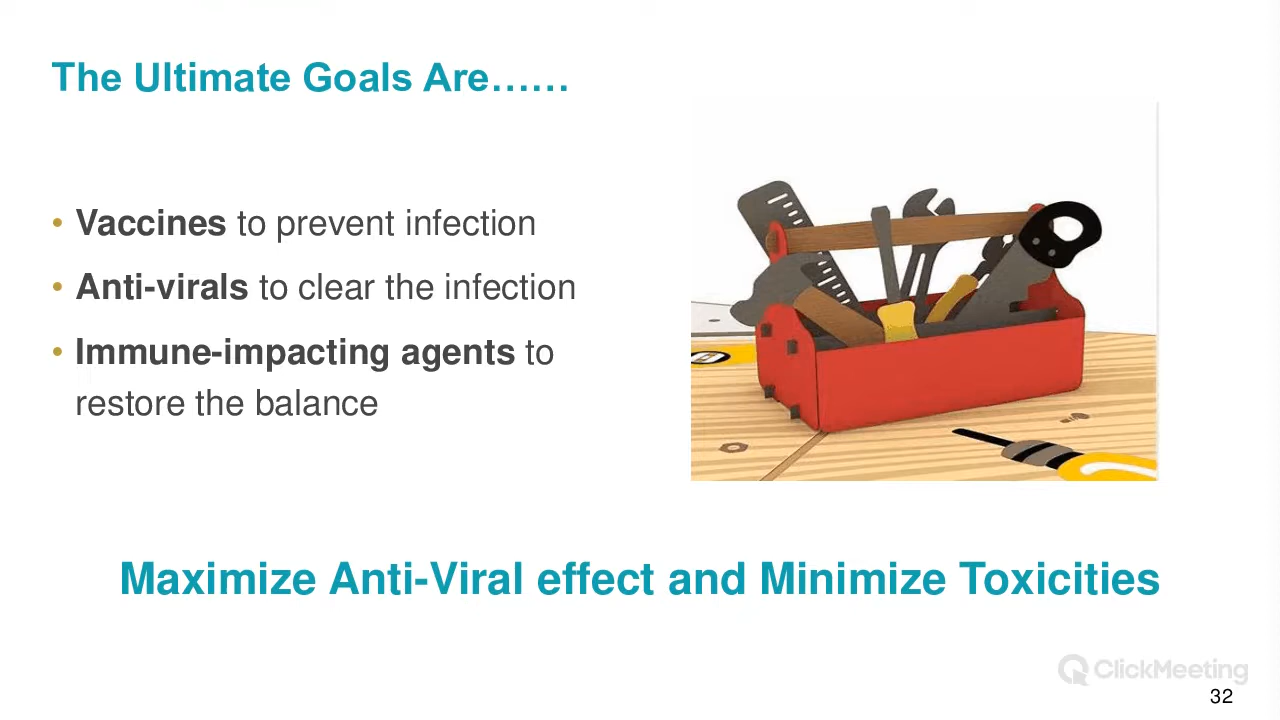 The Ultimate Goals Are……
• Vaccines to prevent infection
• Anti-virals to clear the infection
• Immune-impacting agents to
restore the balance
Maximize Anti-Viral effect and Minimize Toxicities
ClickMeeting
32